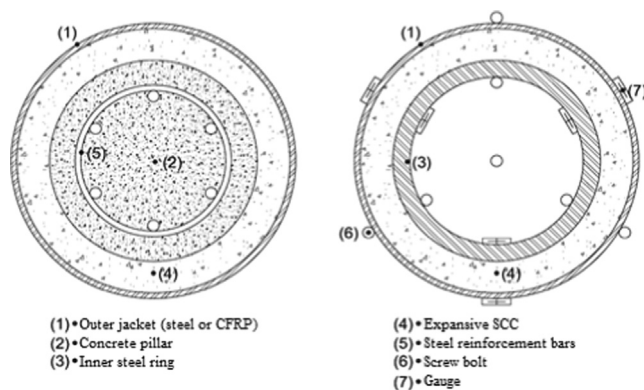 (1)
(1)
(7)
(5)
(2)
(3)
(6)
(4)
(4)
(1)•Outer jacket (steel or CFRP)
(2)•Concrete pillar
(3)•Inner steel ring
(4)•Expansive SCC
(5)•Steel reinforcement bars
(6)•Screw bolt
(7)•Gauge